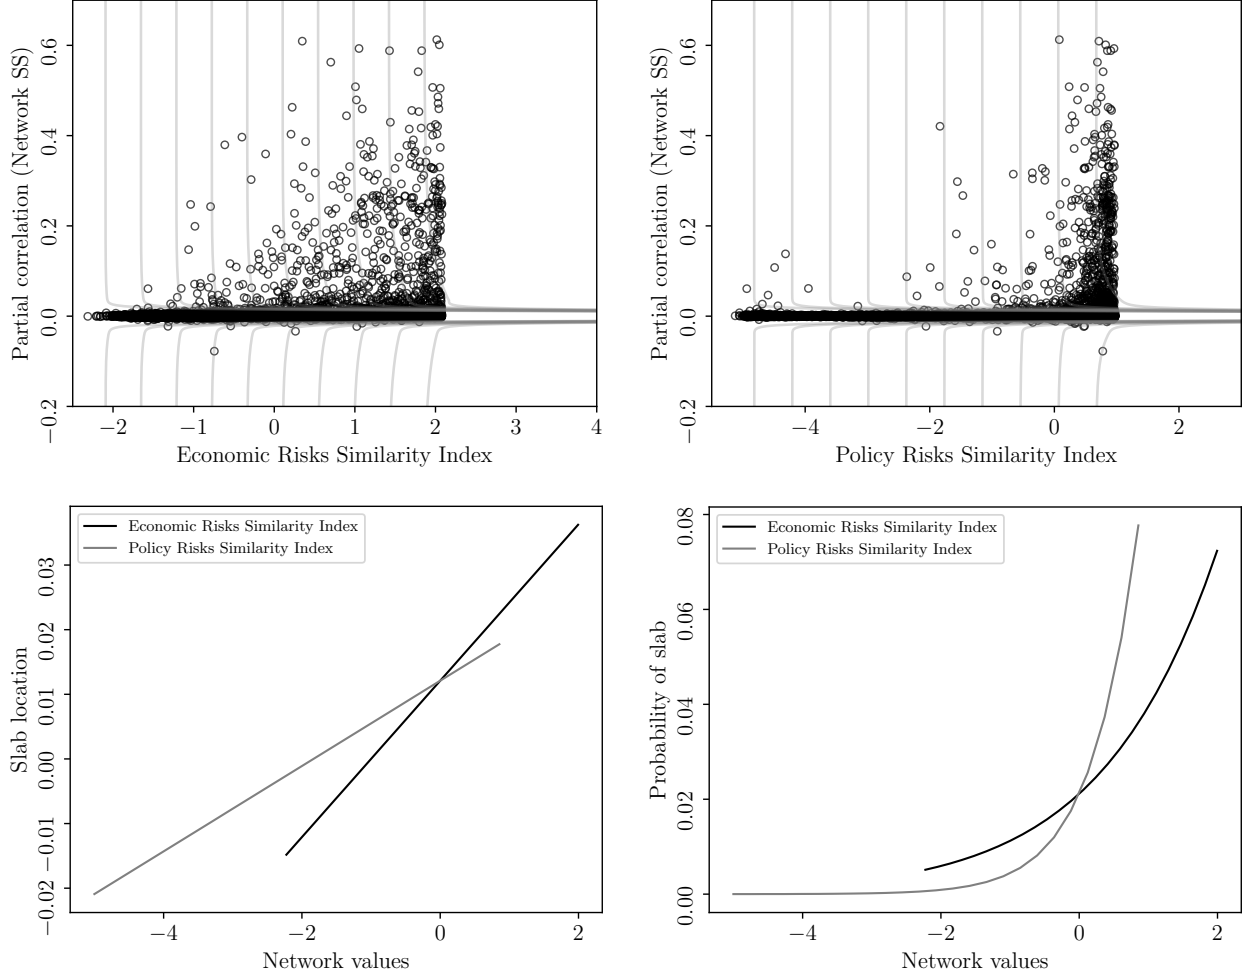 0.6
0.4
0.2
0.0
−0.2
Partial correlation (Network SS)
−2 −1 0 1 2 3 4
Economic Risks Similarity Index
0.6
0.4
0.2
0.0
−0.2
Partial correlation (Network SS)
−4 −2 0 2
Policy Risks Similarity Index
Economic Risks Similarity Index
Policy Risks Similarity Index
0.03
0.02
0.01
0.00
−0.01
−0.02
Slab location
−4 −2 0 2
Network values
Economic Risks Similarity Index
Policy Risks Similarity Index
0.08
0.06
0.04
0.02
0.00
Probability of slab
−4 −2 0 2
Network values